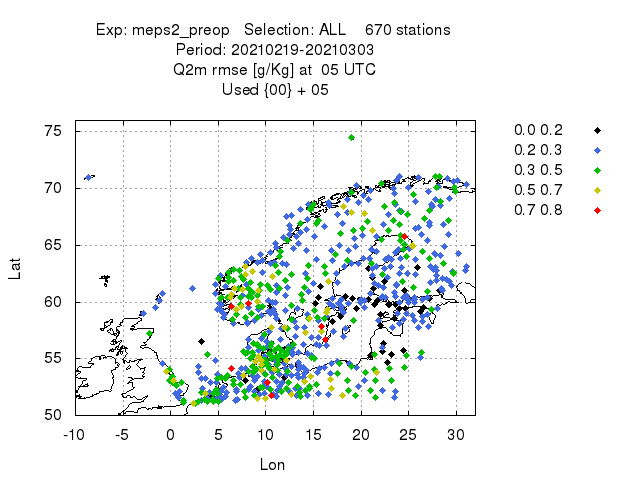 Exp: meps2_preop Selection: ALL 670 stations
Period: 20210219-20210303
Q2m rmse [g/Kg] at 05 UTC
Used {00} + 05
0.0 0.2
0.2 0.3
0.3 0.5
0.5 0.7
0.7 0.8
Lat
75
70
65
60
55
50
-10 -5 0 5 10 15 20 25 30
Lon